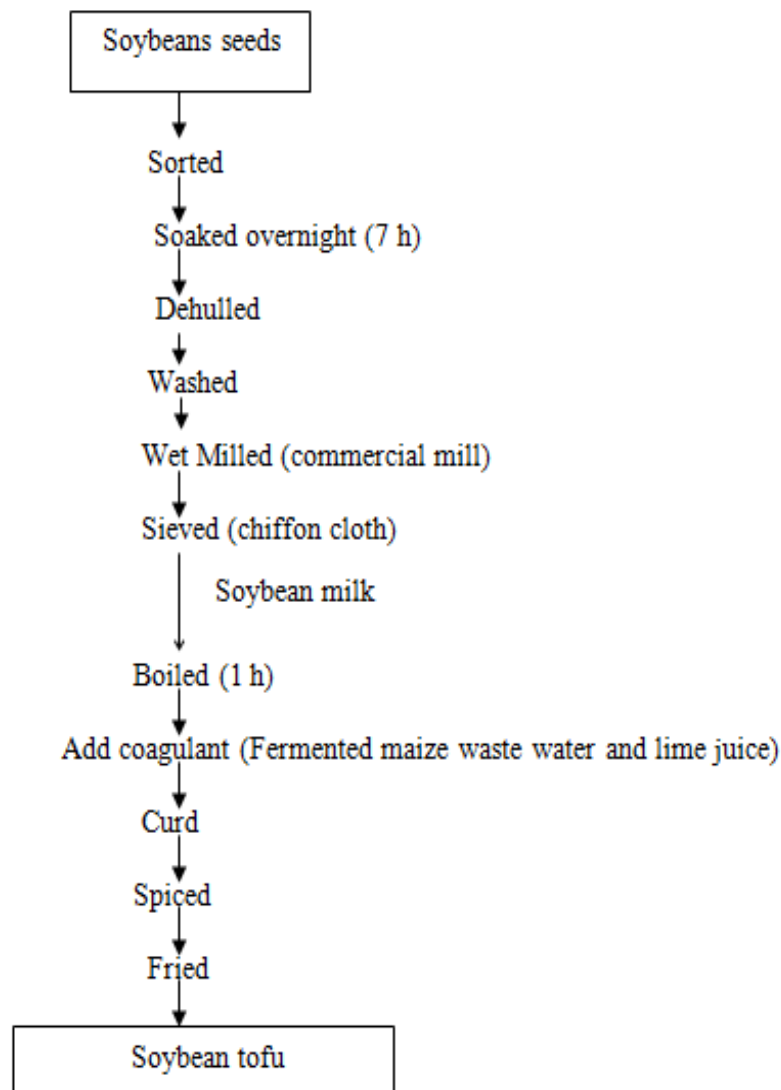 Soybeans seeds
Sorted
Soaked overnight (7 h)
Dehulled
Washed
Wet Milled (commercial mill)
Sieved (chiffon cloth)
Soybean milk
Boiled (1 h)
Add coagulant (Fermented maize waste water and lime juice)
Curd
Spiced
Fried
Soybean tofu